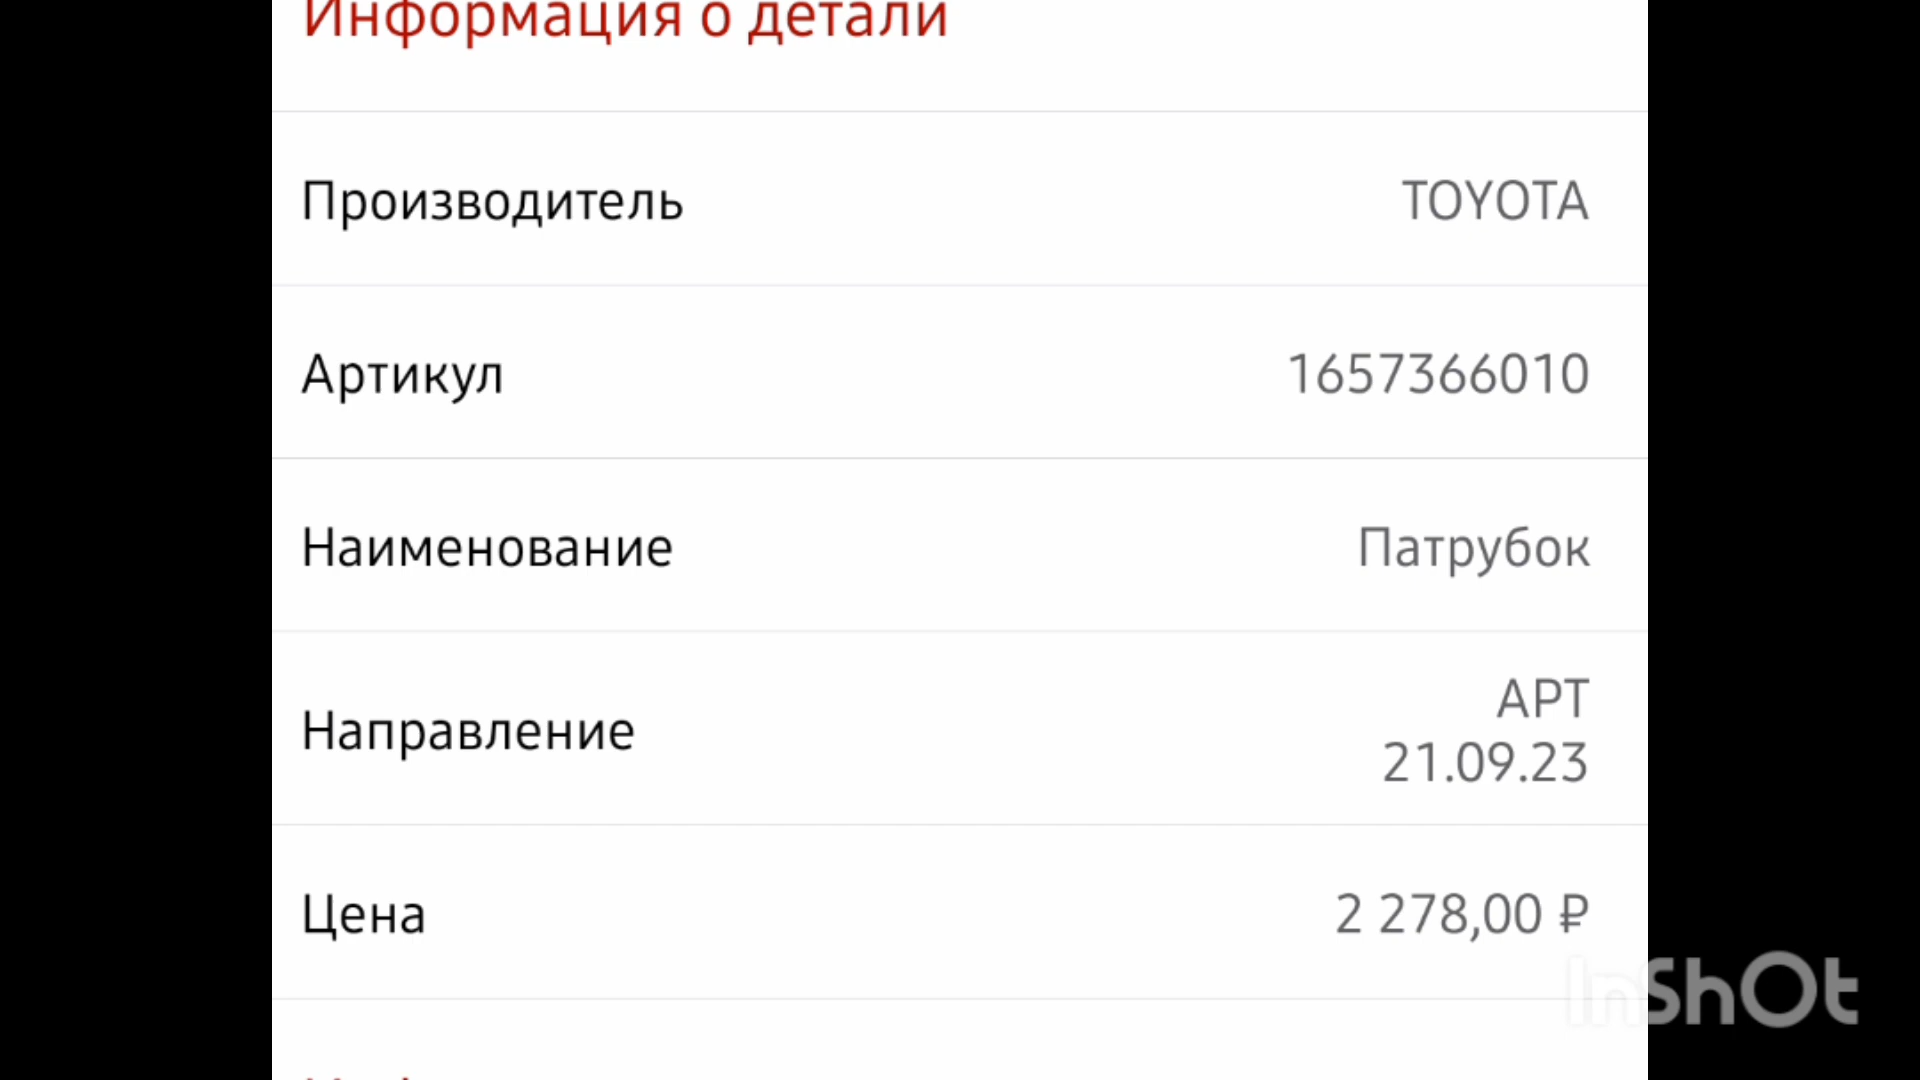 Информация о детали
Производитель TOYOTA
Артикул 1657366010
Наименование Патрубок
Направление АРТ
21.09.23
Цена 2 278,00 ₽
InShOt